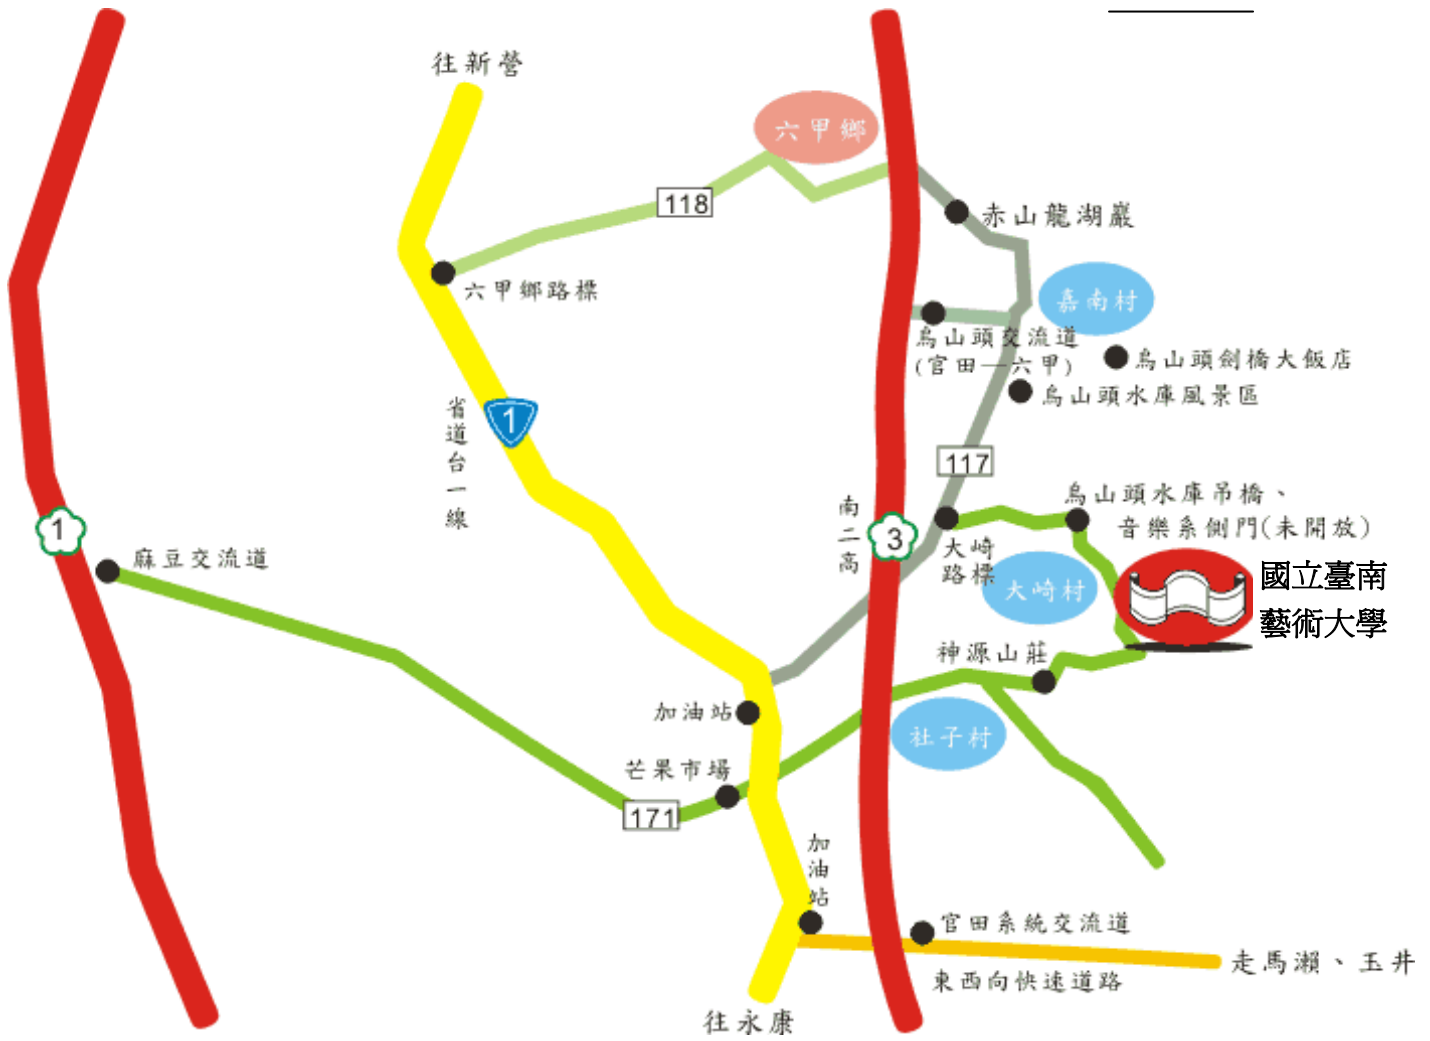 往新營
六甲鄉
118
赤山龍湖巖
六甲鄉路標
嘉南村
烏山頭交流道
(官田—六甲)
烏山頭劍橋大飯店
烏山頭水庫風景區
省道台一線
1
117
南二高
3
大崎
路標
烏山頭水庫吊橋、
音樂系側門(未開放)
1
麻豆交流道
大崎村
國立臺南
藝術大學
神源山莊
加油站
社子村
芒果市場
171
加油站
官田系統交流道
走馬瀨、玉井
東西向快速道路
往永康